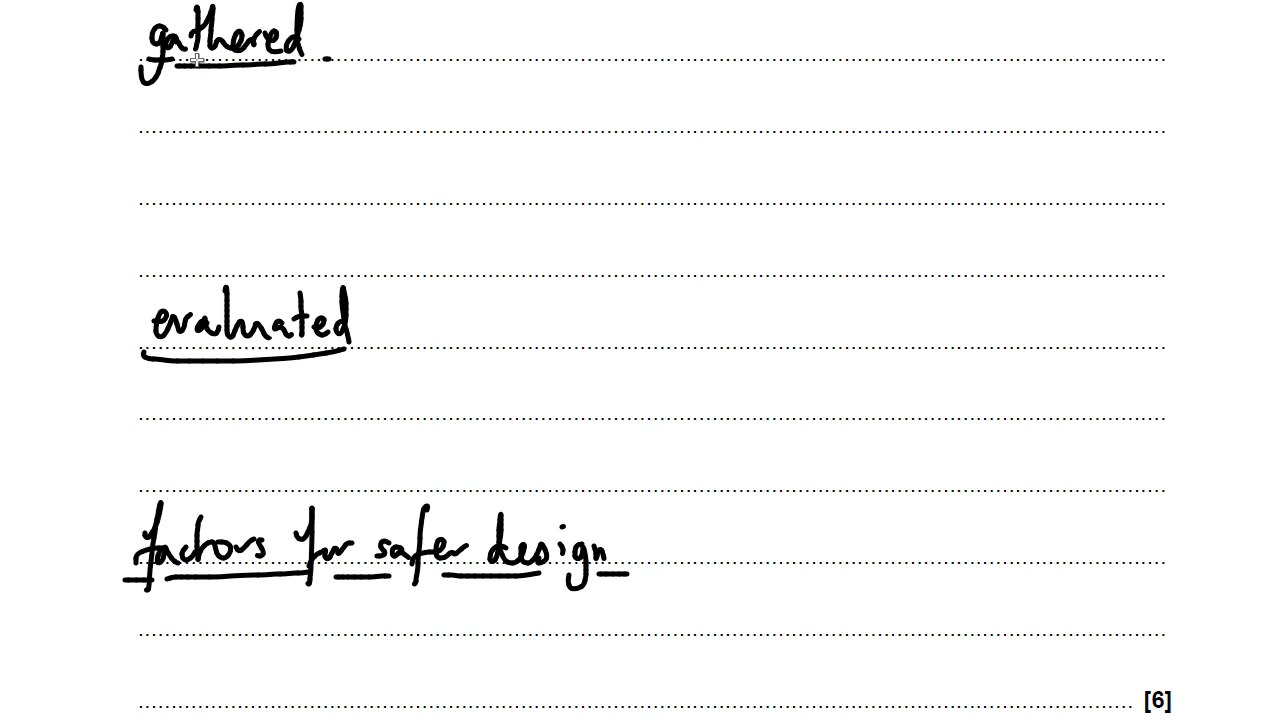 gathered
evaluated
factors for safer design
[6]